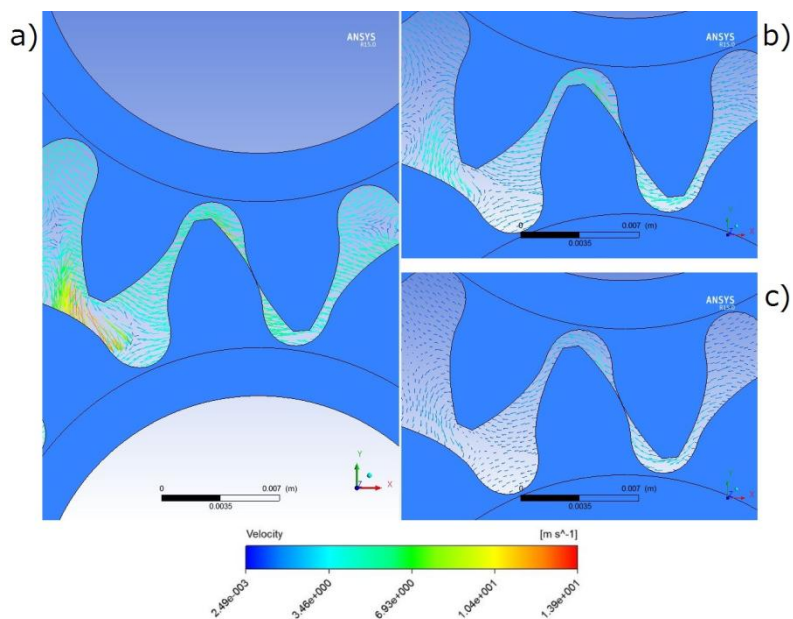 a)
ANSYS
R15.0
Y
X
Z
0
0.007 (m)
0.0035
b)
ANSYS
R15.0
0
0.007 (m)
0.0035
Y
X
Z
c)
ANSYS
R15.0
0
0.007 (m)
0.0035
Y
X
Z
Velocity
[m s^-1]
2.49e-003
3.46e+000
6.93e+000
1.04e+001
1.39e+001